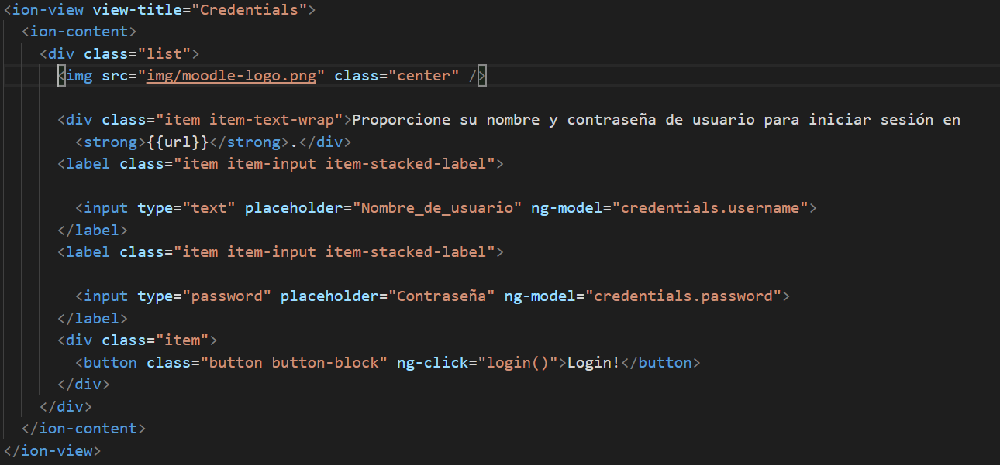 <ion-view view-title="Credentials">
<ion-content>
<div class="list">
<img src="img/moodle-logo.png" class="center" />
<div class="item item-text-wrap">Proporcione su nombre y contraseña de usuario para iniciar sesión en
<strong>{{url}}</strong>.</div>
<label class="item item-input item-stacked-label">
<input type="text" placeholder="Nombre_de_usuario" ng-model="credentials.username">
</label>
<label class="item item-input item-stacked-label">
<input type="password" placeholder="Contraseña" ng-model="credentials.password">
</label>
<div class="item">
<button class="button button-block" ng-click="login()">Login!</button>
</div>
</div>
</ion-content>
</ion-view>